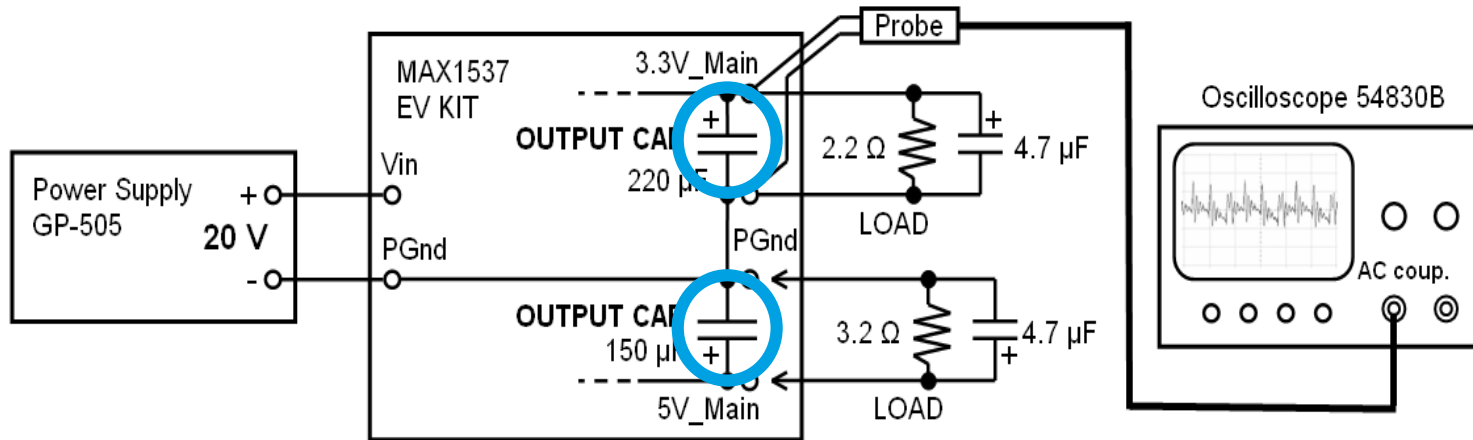 Power Supply
GP-505
20 V
+
-
MAX1537
EV KIT
Vin
PGnd
3.3V_Main
OUTPUT CAP
+
220 µF
PGnd
OUTPUT CAP
150 µF
+
5V_Main
Probe
2.2 Ω
+
4.7 µF
LOAD
3.2 Ω
4.7 µF
+
LOAD
Oscilloscope 54830B
AC coup.